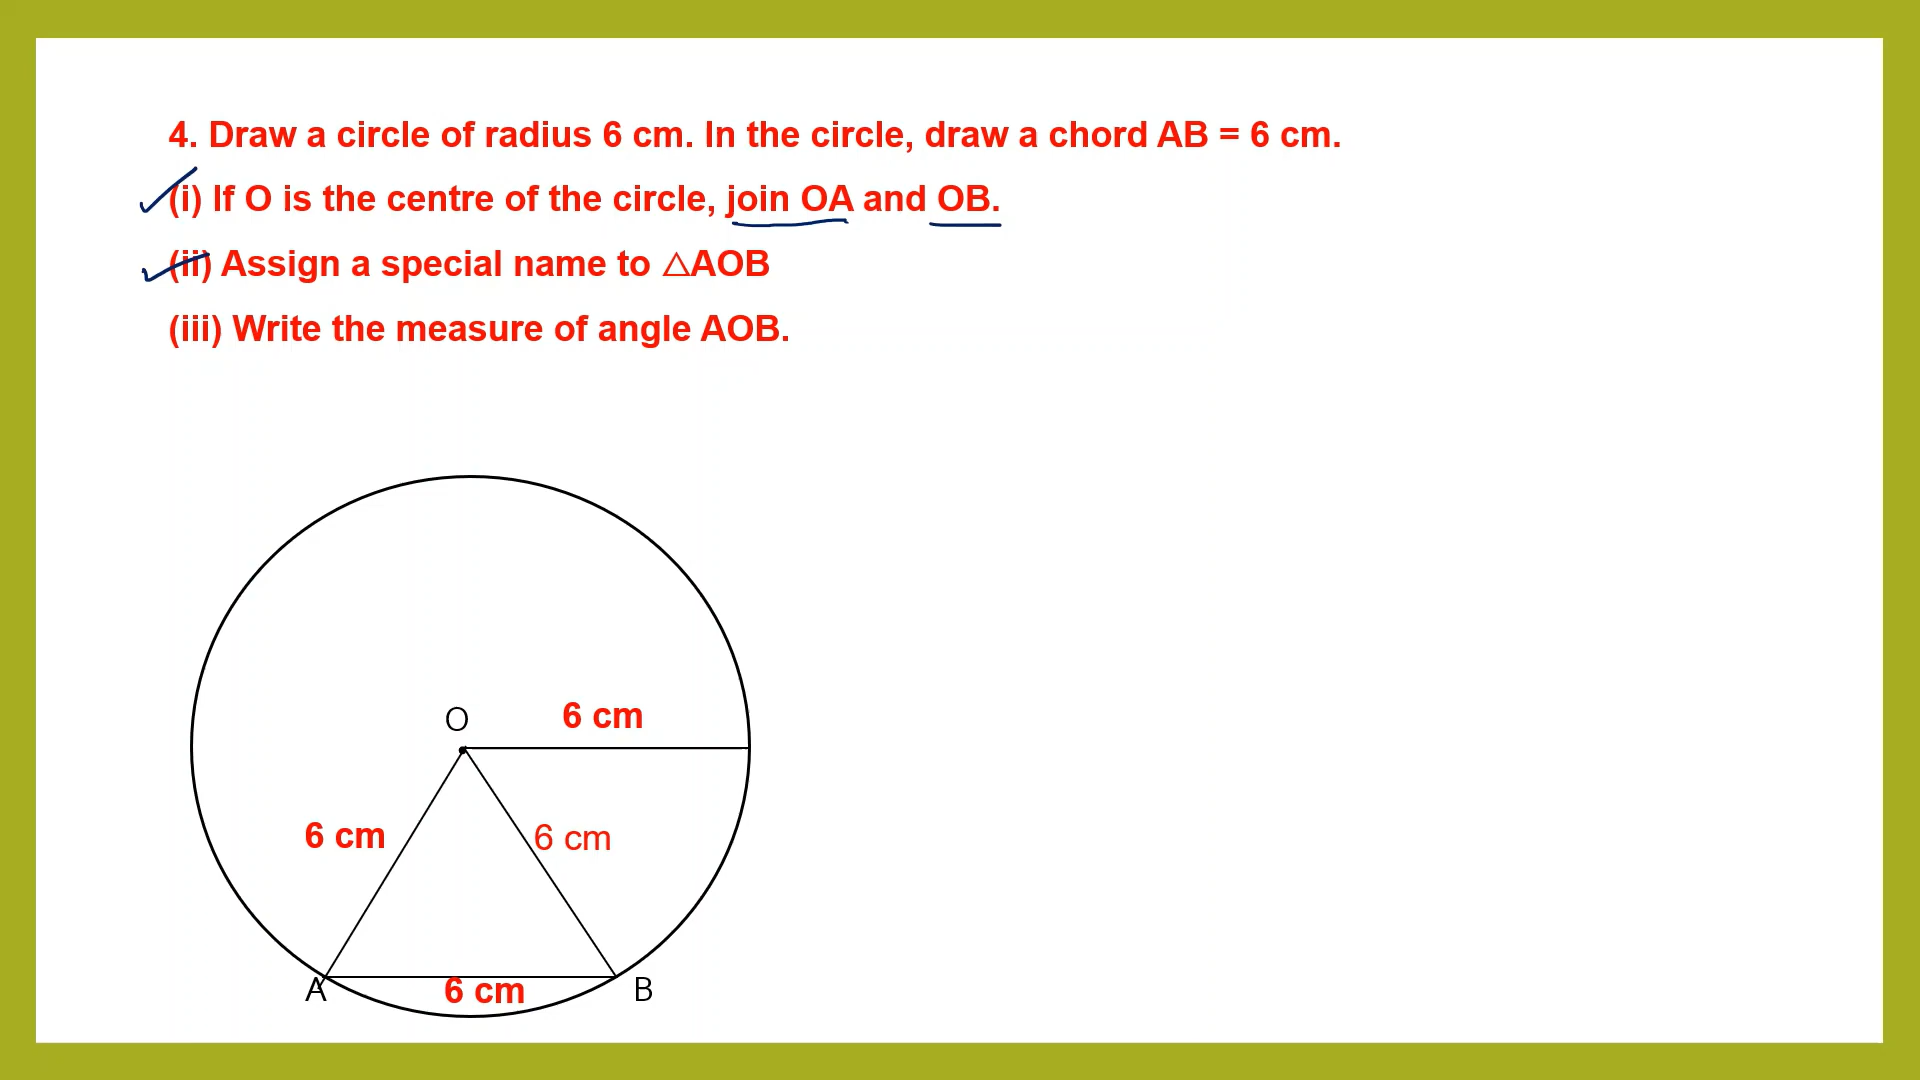 4. Draw a circle of radius 6 cm. In the circle, draw a chord AB = 6 cm.
(i) If O is the centre of the circle, join OA and OB.
(ii) Assign a special name to △AOB
(iii) Write the measure of angle AOB.
O
6 cm
6 cm
6 cm
A
6 cm
B